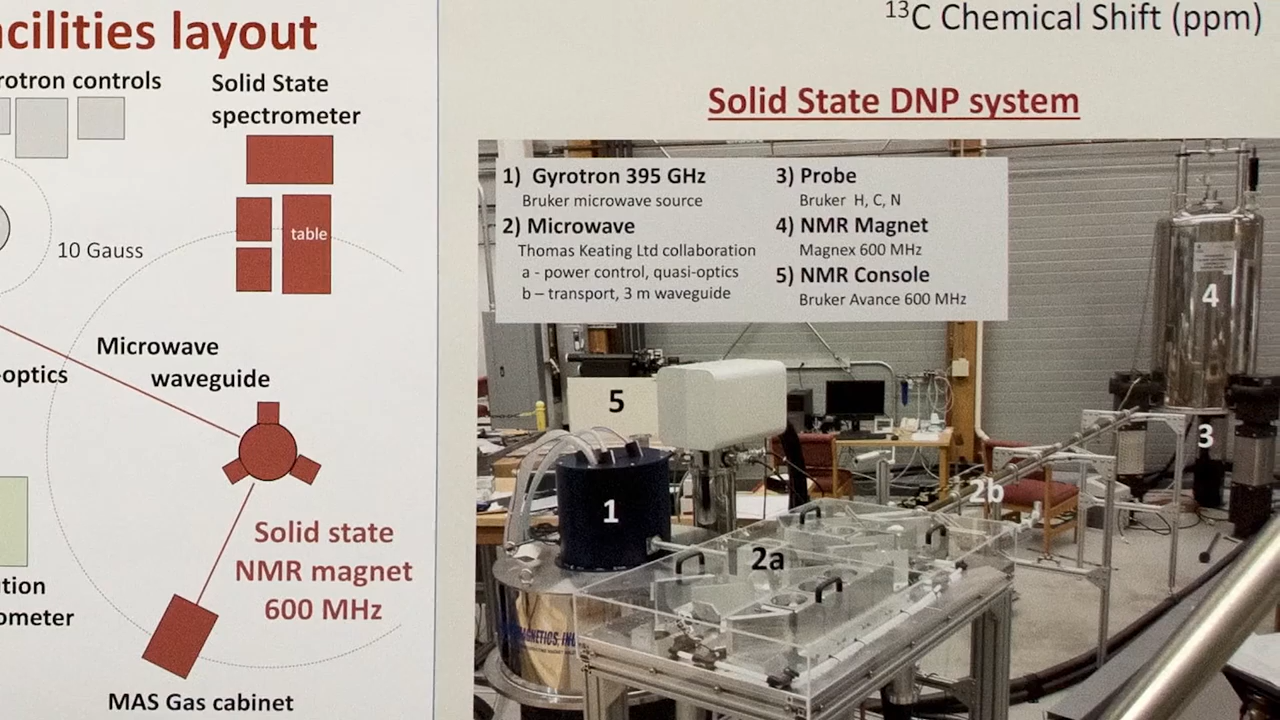 cilities layout
rotron controls
Solid State
spectrometer
table
10 Gauss
Microwave
waveguide
-optics
Solid state
NMR magnet
600 MHz
tion
ometer
MAS Gas cabinet
13C Chemical Shift (ppm)
Solid State DNP system
1) Gyrotron 395 GHz
Bruker microwave source
2) Microwave
Thomas Keating Ltd collaboration
a - power control, quasi-optics
b – transport, 3 m waveguide
3) Probe
Bruker H, C, N
4) NMR Magnet
Magnex 600 MHz
5) NMR Console
Bruker Avance 600 MHz
4
5
3
2b
1
2a
AGNETICS, INC